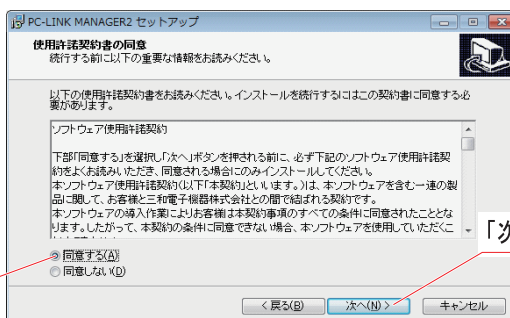 PC-LINK MANAGER2 セットアップ
使用許諾契約書の同意
続行する前に以下の重要な情報をお読みください。
以下の使用許諾契約書をお読みください。インストールを続行するにはこの契約書に同意する必
要があります。
ソフトウェア使用許諾契約
下部「同意する」を選択し「次へ」ボタンを押される前に、必ず下記のソフトウェア使用許諾契
約をよくお読みいただき、同意される場合にのみインストールしてください。
本ソフトウェア使用許諾契約(以下「本契約」といいます。)は、本ソフトウェアを含む一連の製
品に関して、お客様と三和電子機器株式会社との間で結ばれる契約です。
本ソフトウェアの導入作業によりお客様は本契約事項のすべての条件に同意されたこととな
ります。したがって、本契約の条件に同意できない場合、本ソフトウェアを使用していただくこ
「次
同意する(A)
同意しない(D)
< 戻る(B)
次へ(N) >
キャンセル